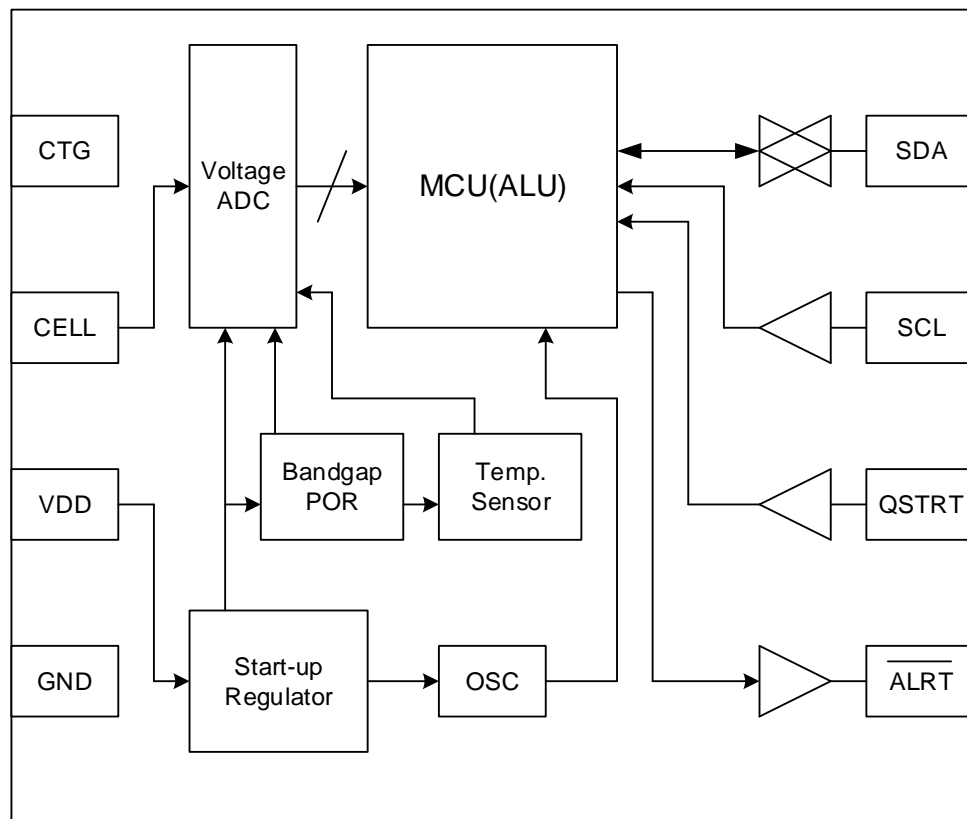 CTG
Voltage
ADC
MCU(ALU)
SDA
CELL
SCL
VDD
Bandgap
POR
Temp.
Sensor
QSTRT
GND
Start-up
Regulator
OSC
ALRT